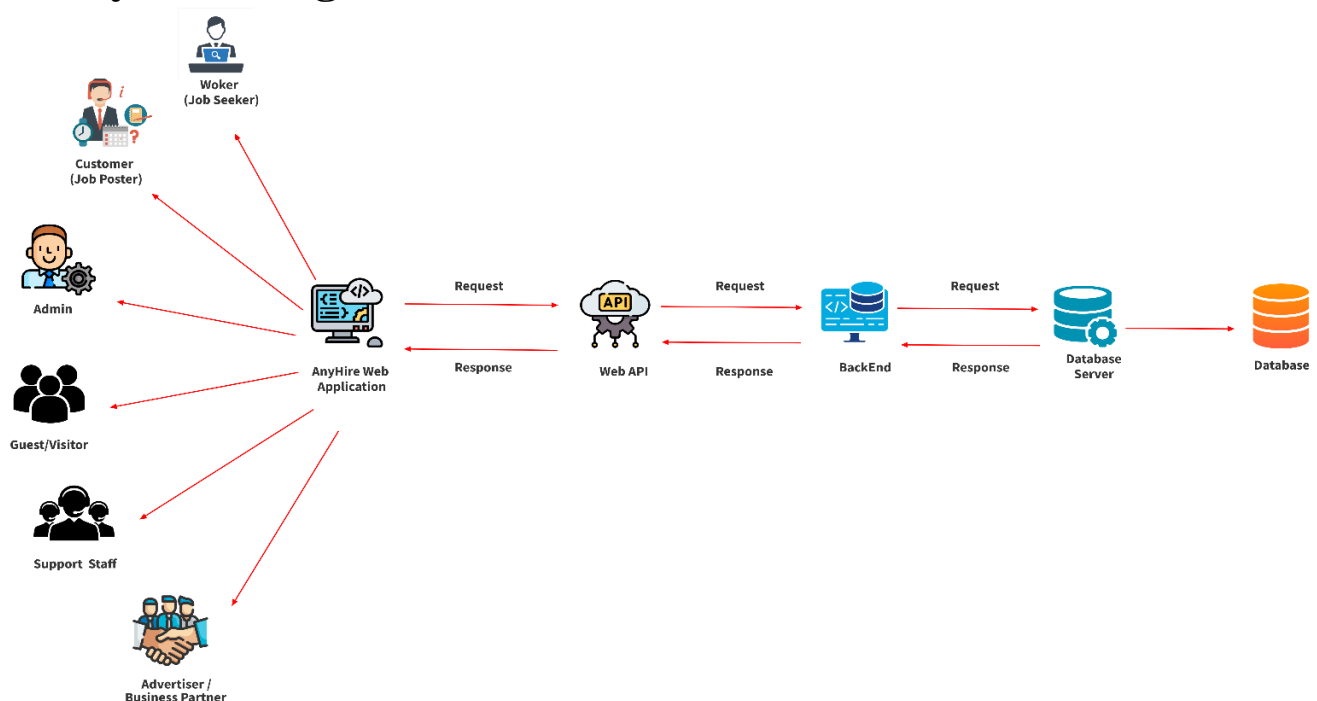 Woker
(Job Seeker)
i
?
Customer
(Job Poster)
Admin
Guest/Visitor
Support Staff
Advertiser /
Business Partner
</>
AnyHire Web
Application
Request
Response
API
Web API
Request
Response
</>
BackEnd
Request
Response
Database
Server
Database